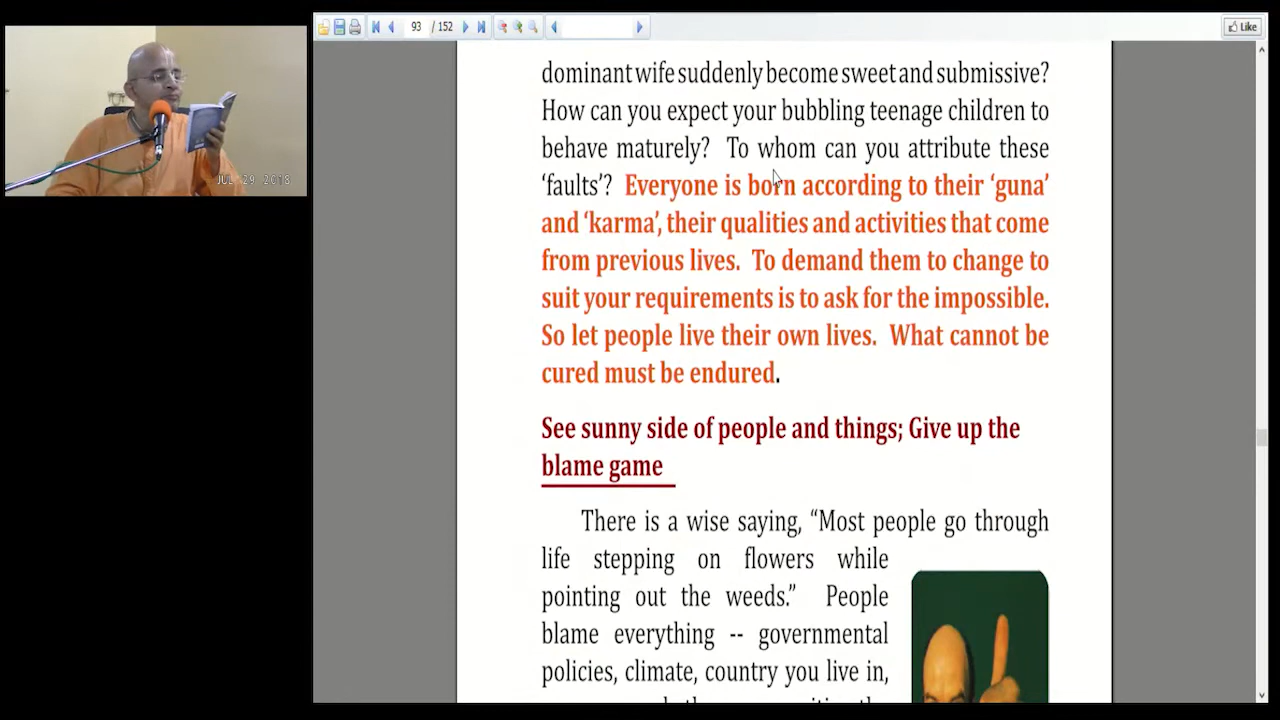 93 / 152
Like
dominant wife suddenly become sweet and submissive?
How can you expect your bubbling teenage children to
behave maturely? To whom can you attribute these
‘faults’? Everyone is born according to their ‘guna’
and ‘karma’, their qualities and activities that come
from previous lives. To demand them to change to
suit your requirements is to ask for the impossible.
So let people live their own lives. What cannot be
cured must be endured.
See sunny side of people and things; Give up the
blame game
There is a wise saying, “Most people go through
life stepping on flowers while
pointing out the weeds.” People
blame everything -- governmental
policies, climate, country you live in,
JUL 29 2018